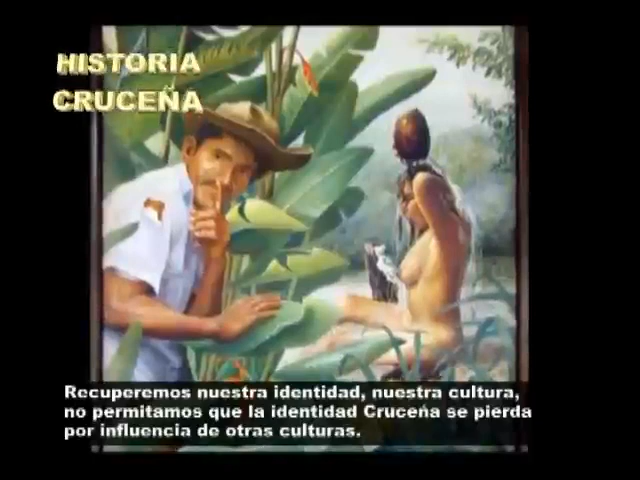 HISTORIA
CRUCEÑA
Recuperemos nuestra identidad, nuestra cultura,
no permitamos que la identidad Cruceña se pierda
por influencia de otras culturas.